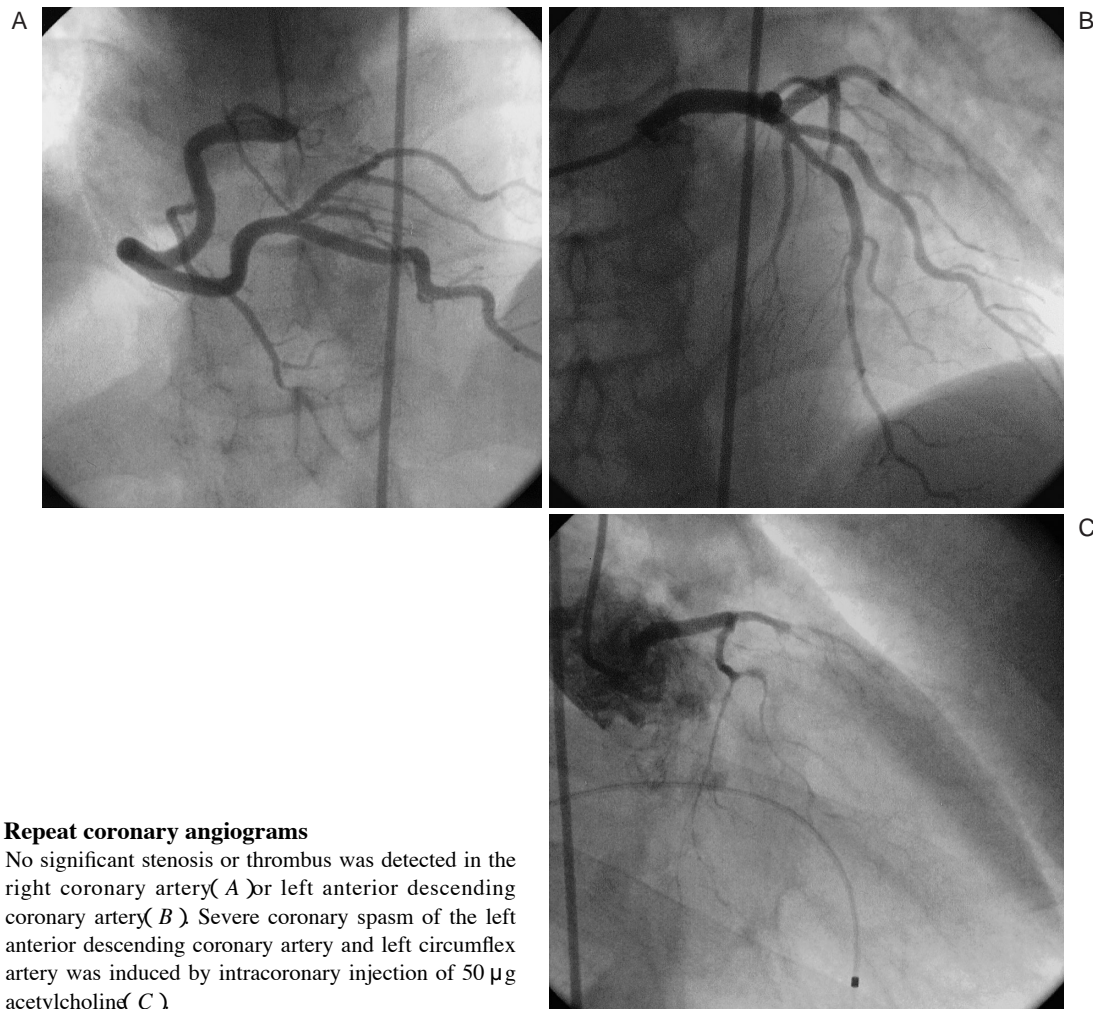 A
B
C
Repeat coronary angiograms
No significant stenosis or thrombus was detected in the
right coronary artery( A )or left anterior descending
coronary artery( B ). Severe coronary spasm of the left
anterior descending coronary artery and left circumflex
artery was induced by intracoronary injection of 50 μg
acetylcholine( C ).